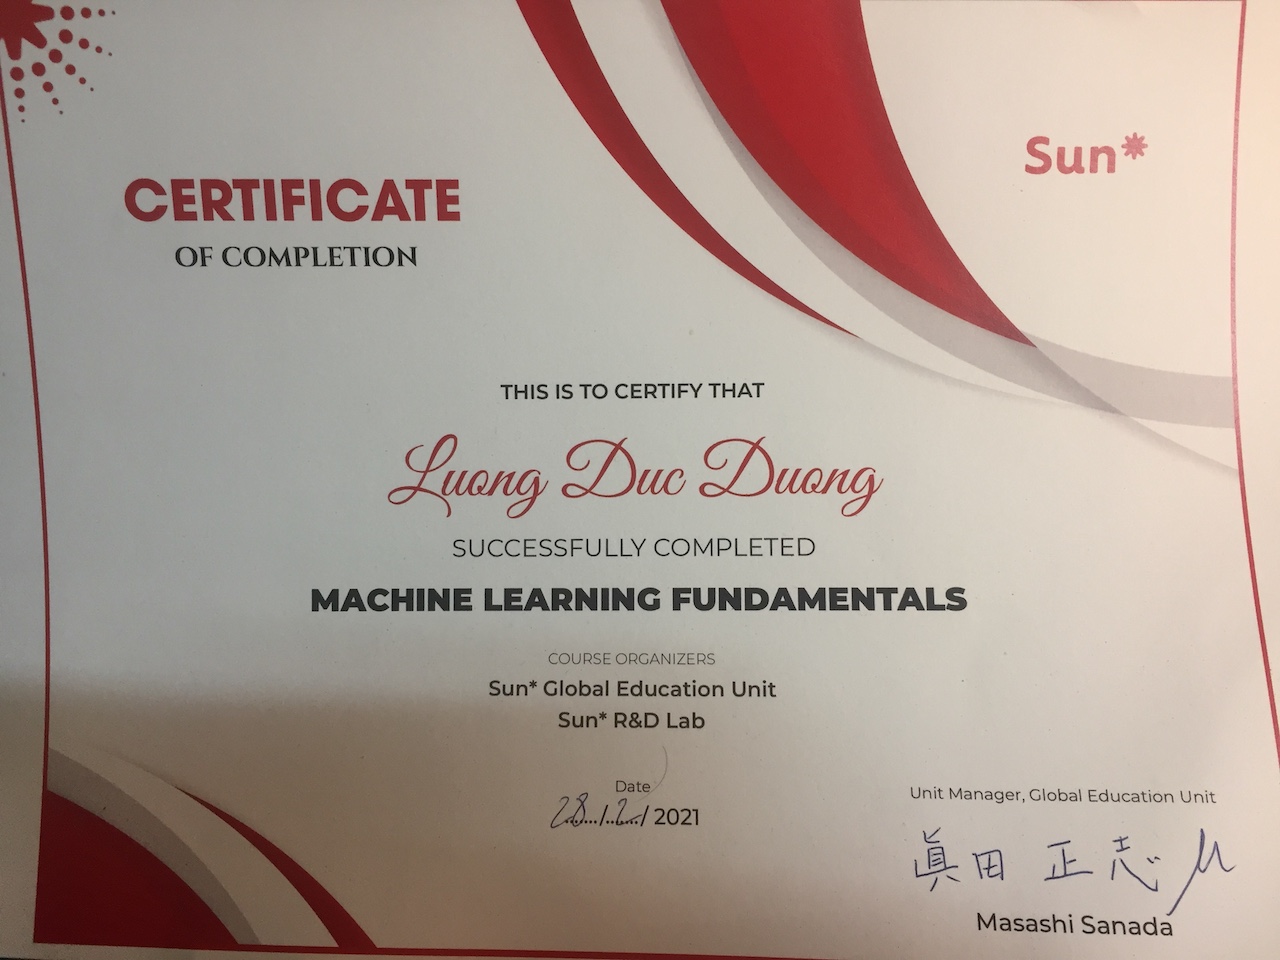 Sun*
CERTIFICATE
OF COMPLETION
THIS IS TO CERTIFY THAT
Luong Duc Duong
SUCCESSFULLY COMPLETED
MACHINE LEARNING FUNDAMENTALS
COURSE ORGANIZERS
Sun* Global Education Unit
Sun* R&D Lab
Date
28/2/2021
Unit Manager, Global Education Unit
眞田 正志
Masashi Sanada